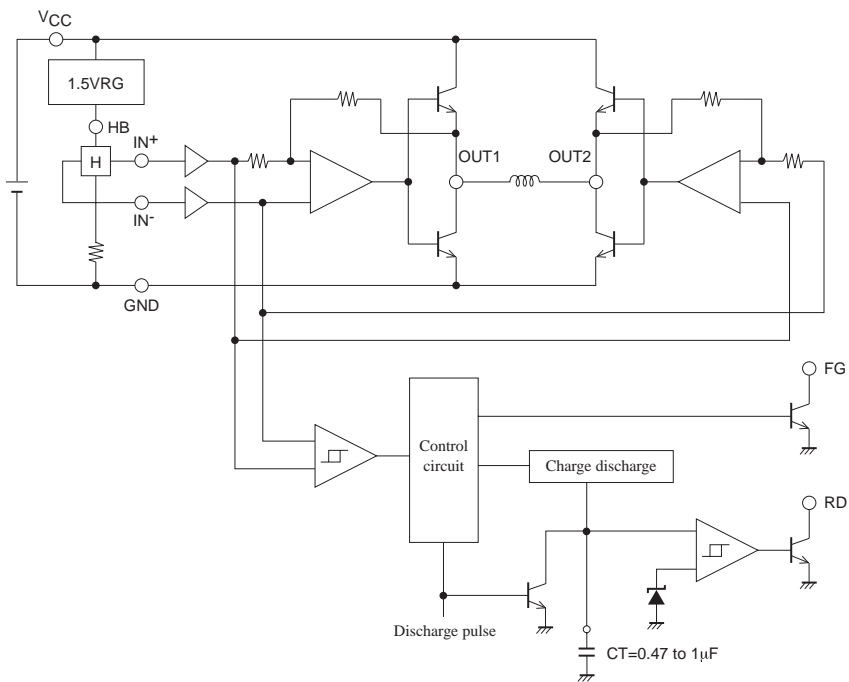 VCC
1.5VRG
HB
IN+
H
IN-
OUT1
OUT2
GND
FG
Control
circuit
Charge discharge
RD
Discharge pulse
CT=0.47 to 1μF